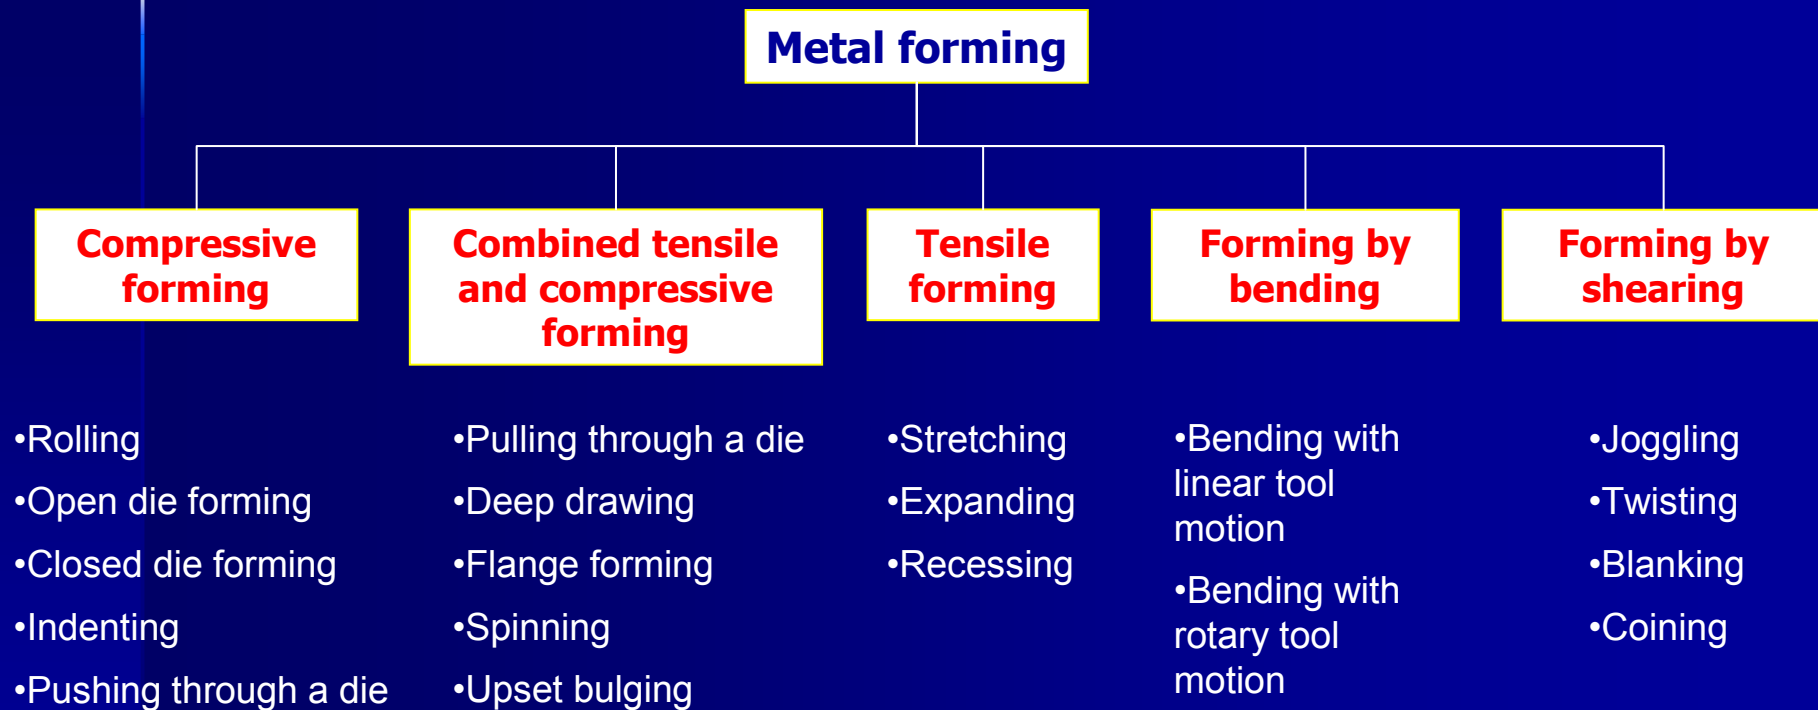 Metal forming
Compressive
forming
Combined tensile
and compressive
forming
Tensile
forming
Forming by
bending
Forming by
shearing
•Rolling
•Open die forming
•Closed die forming
•Indenting
•Pushing through a die
•Pulling through a die
•Deep drawing
•Flange forming
•Spinning
•Upset bulging
•Stretching
•Expanding
•Recessing
•Bending with
linear tool
motion
•Bending with
rotary tool
motion
•Joggling
•Twisting
•Blanking
•Coining